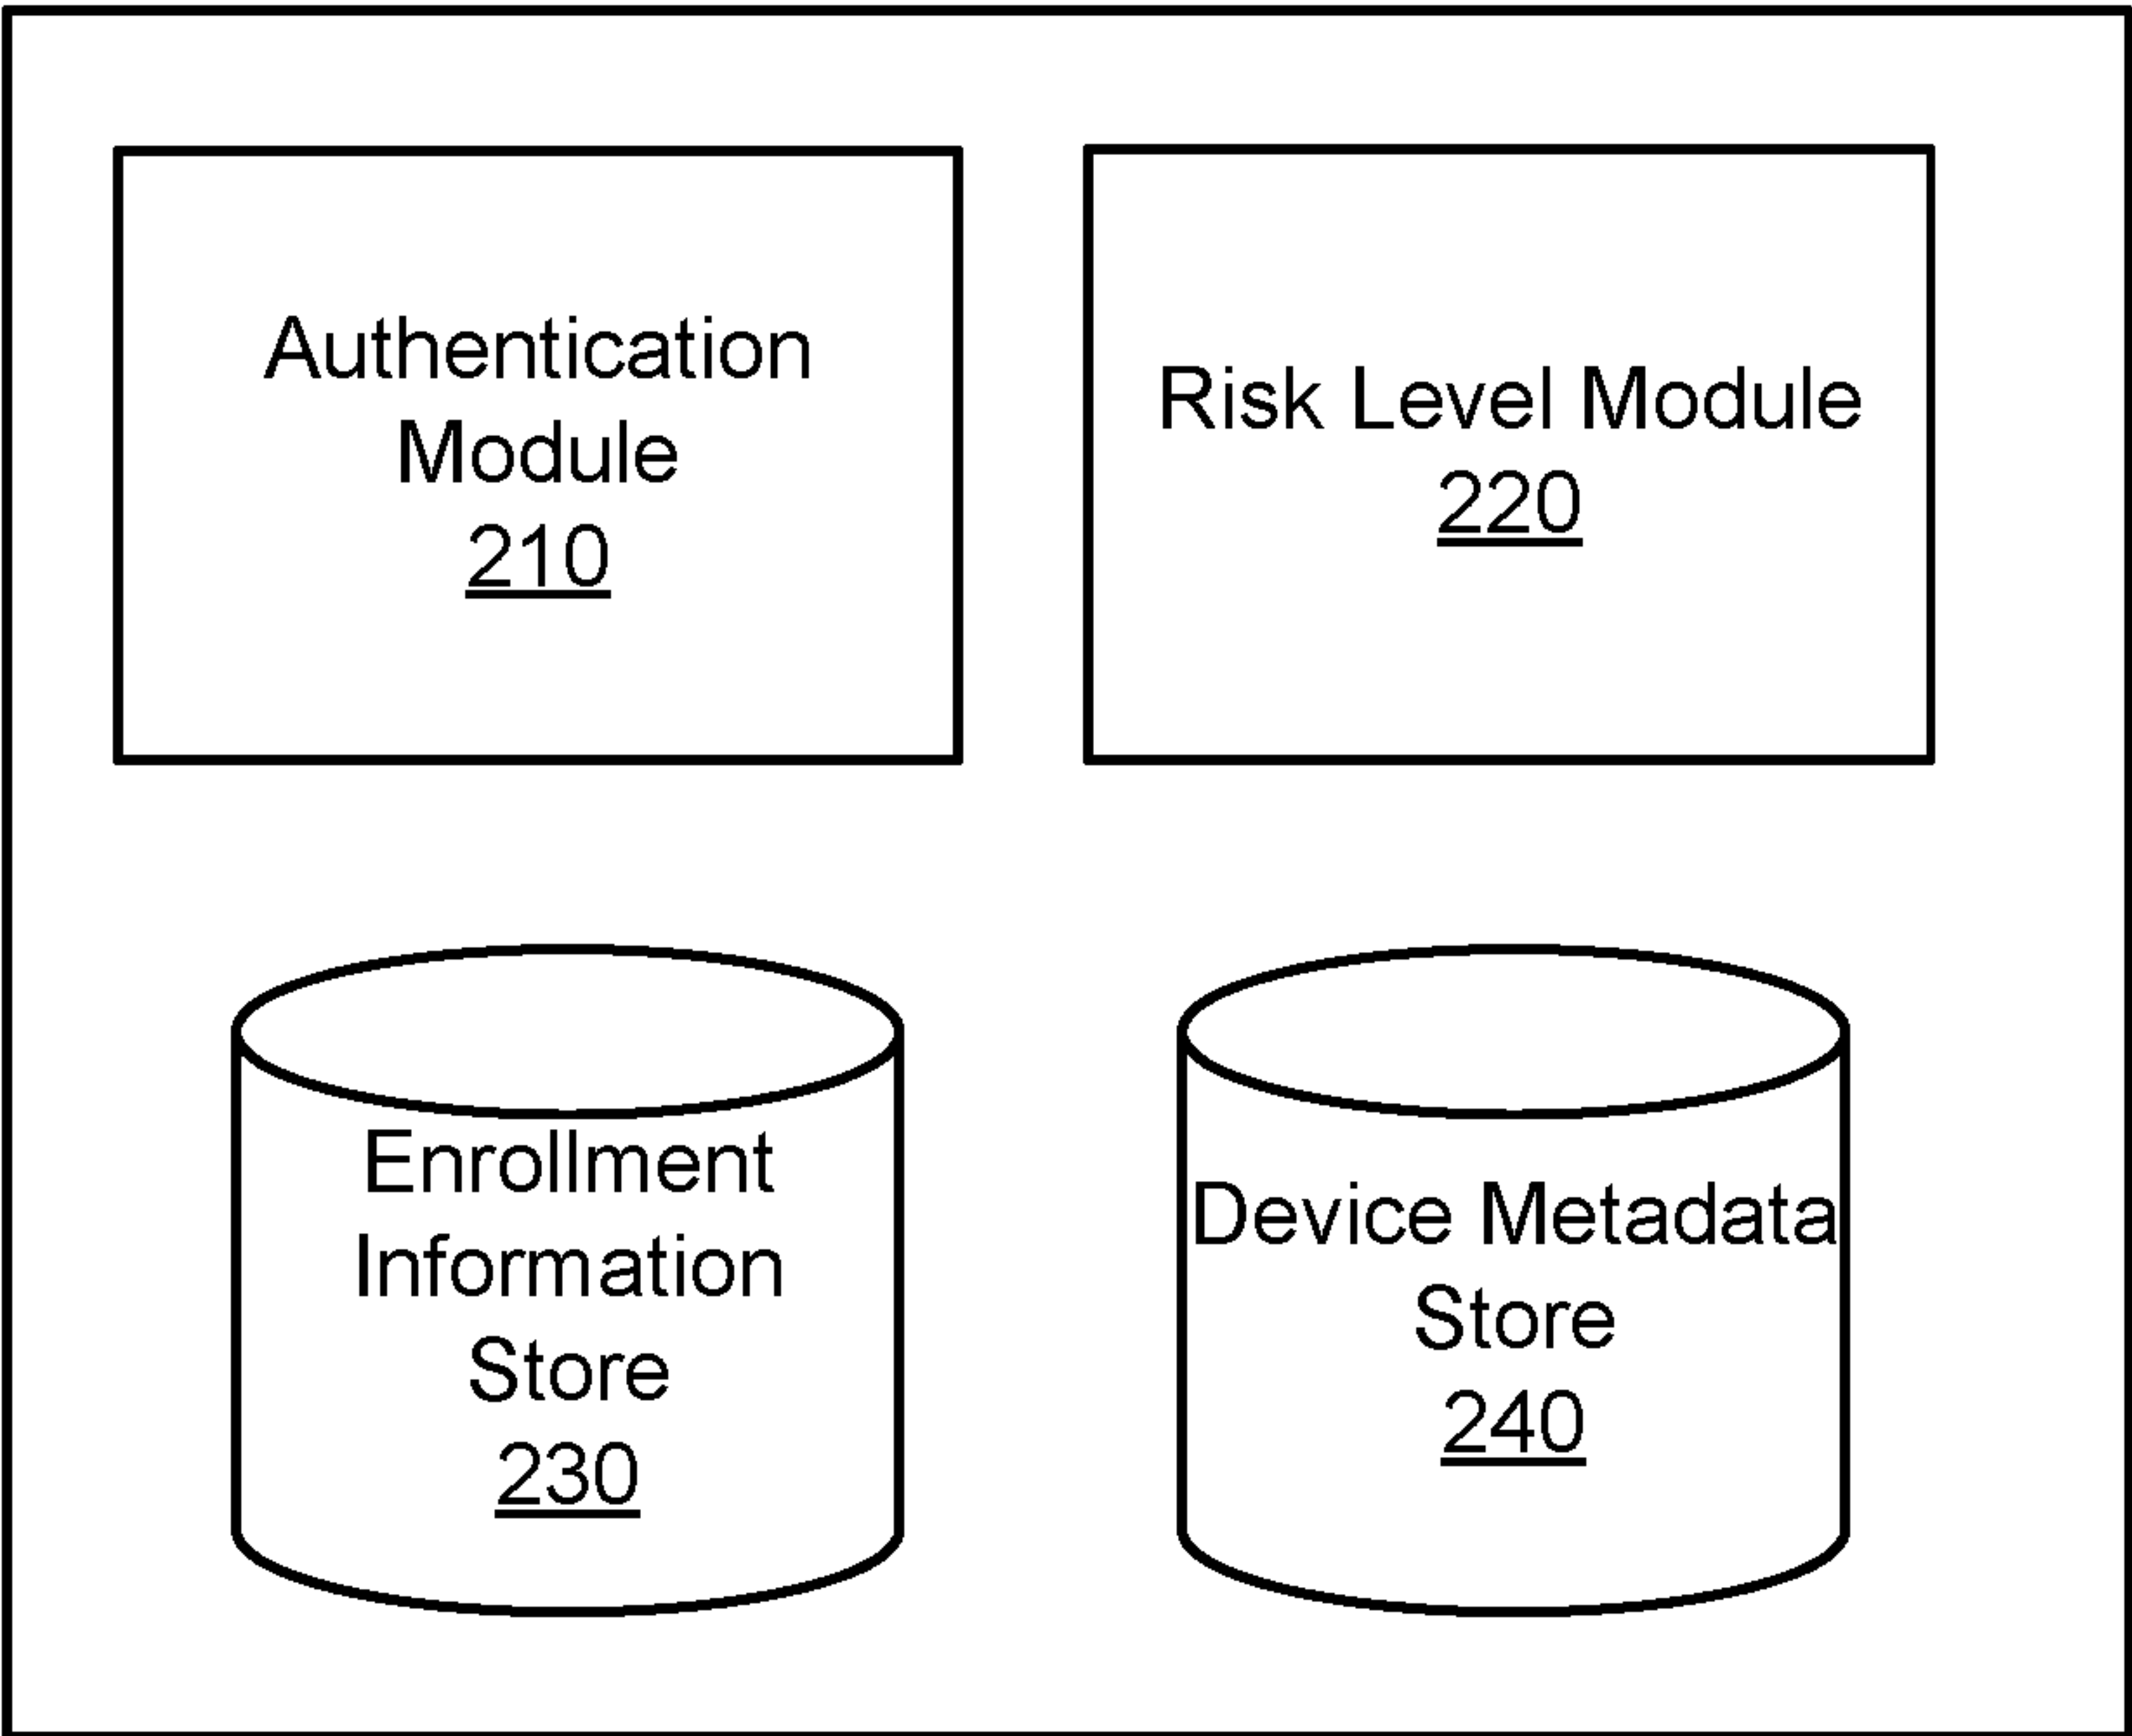 Authentication
Module
210
Risk Level Module
220
Enrollment
Information
Store
230
Device Metadata
Store
240